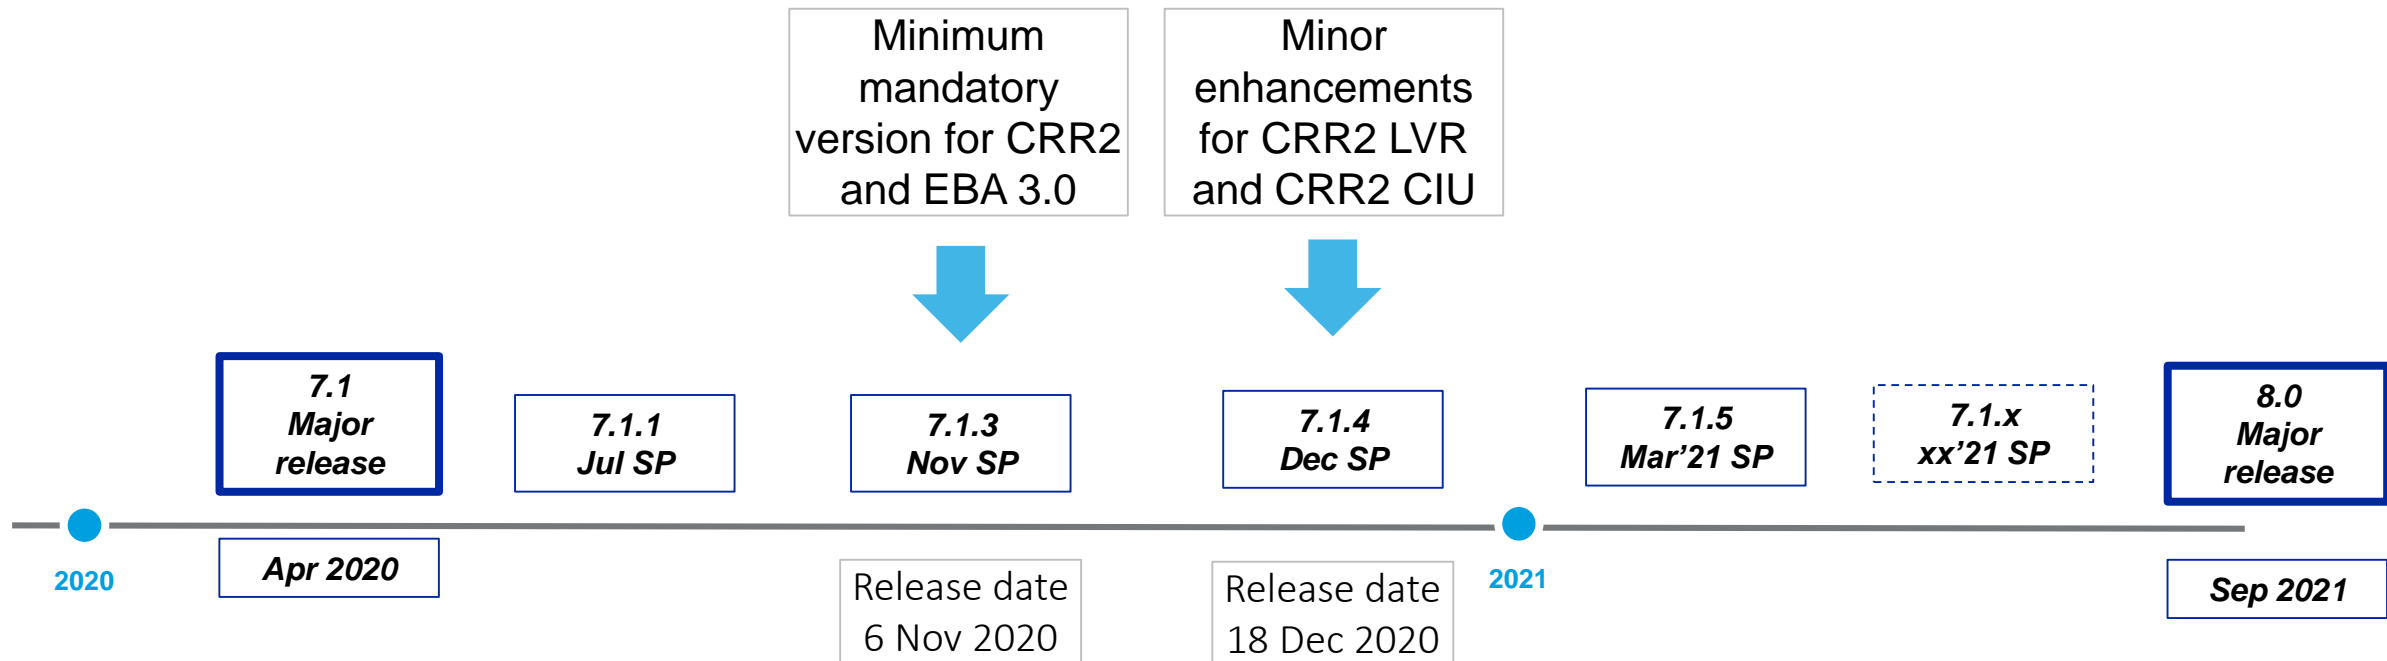 Minimum
mandatory
version for CRR2
and EBA 3.0
Minor
enhancements
for CRR2 LVR
and CRR2 CIU
7.1
Major
release
7.1.1
Jul SP
7.1.3
Nov SP
7.1.4
Dec SP
7.1.5
Mar’21 SP
7.1.x
xx’21 SP
8.0
Major
release
2020
Apr 2020
Release date
6 Nov 2020
Release date
18 Dec 2020
2021
Sep 2021